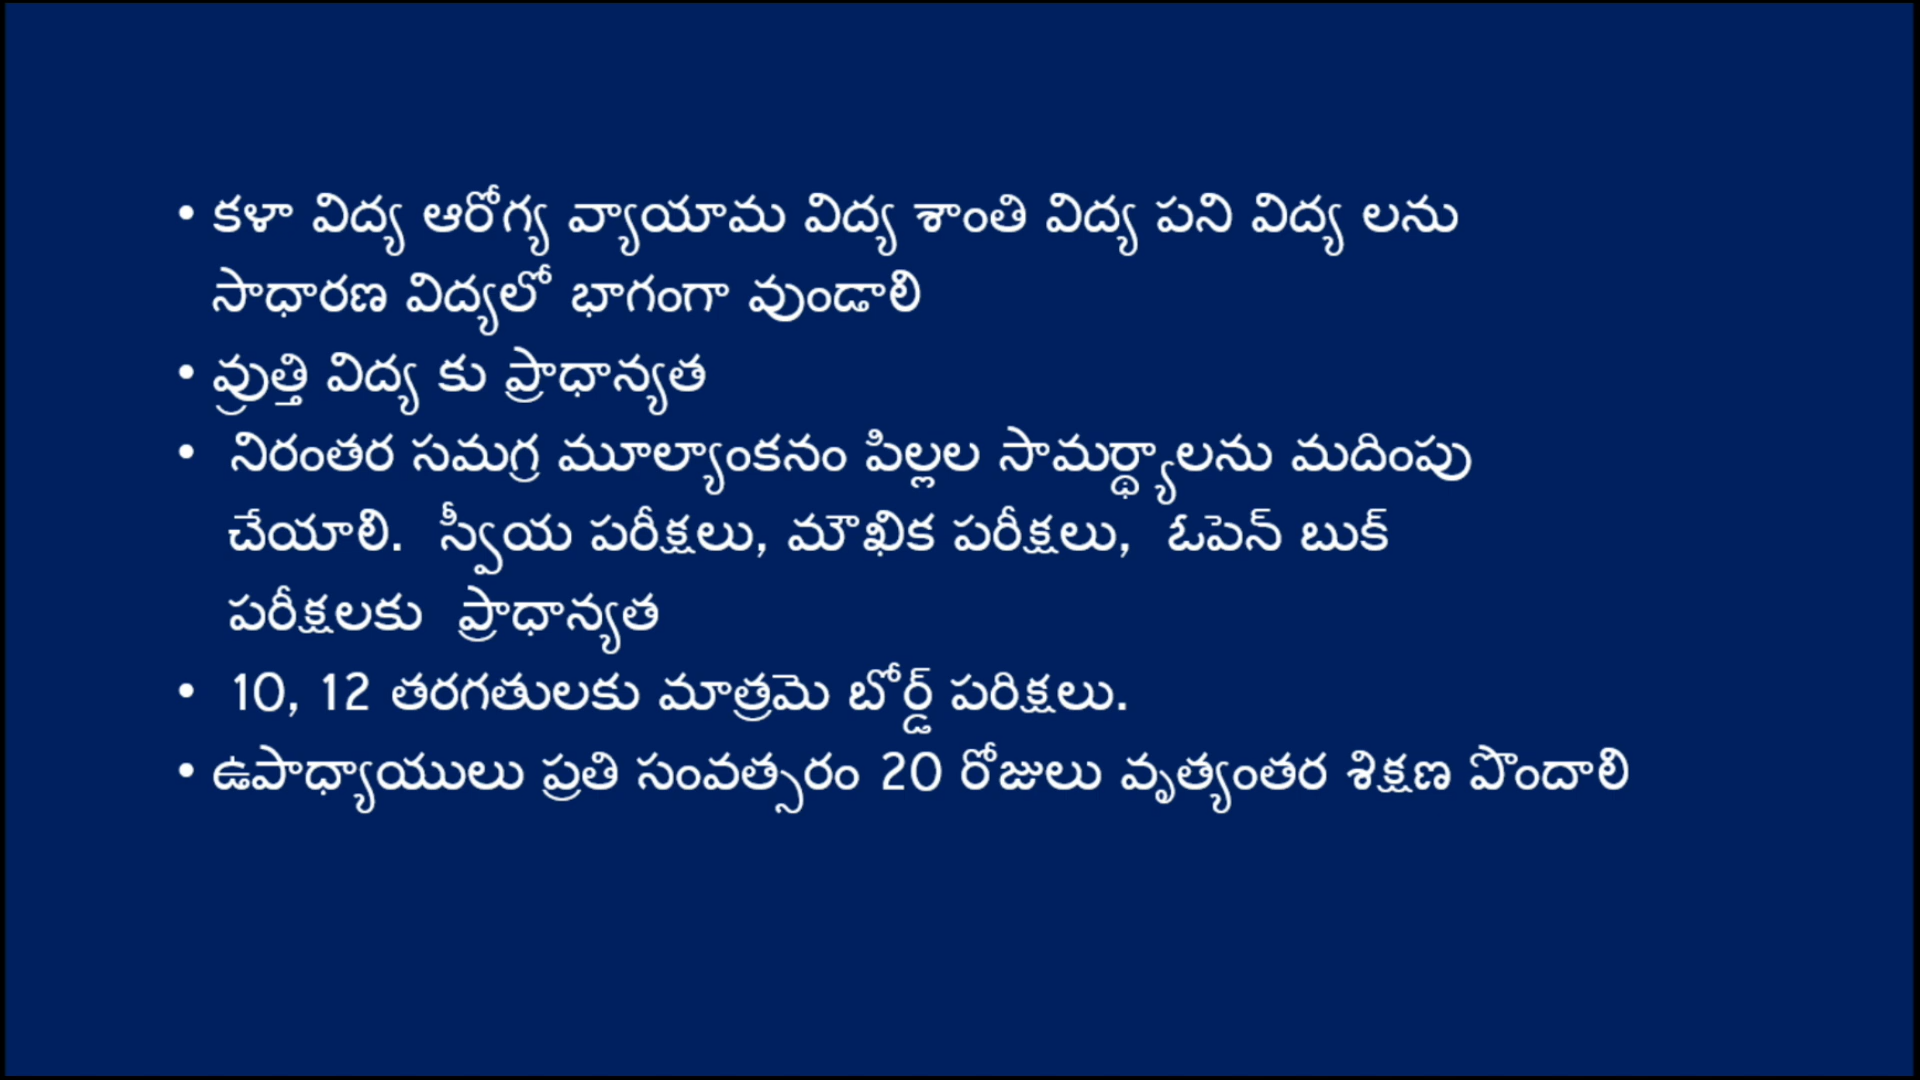 • కళా విద్య ఆరోగ్య వ్యాయామ విద్య శాంతి విద్య పని విద్య లను
సాధారణ విద్యలో భాగంగా వుండాలి
• వ్రుత్తి విద్య కు ప్రాధాన్యత
• నిరంతర సమగ్ర మూల్యాంకనం పిల్లల సామర్థ్యాలను మదింపు
చేయాలి. స్వీయ పరీక్షలు, మౌఖిక పరీక్షలు, ఓపెన్ బుక్
పరీక్షలకు ప్రాధాన్యత
• 10, 12 తరగతులకు మాత్రమె బోర్డ్ పరిక్షలు.
• ఉపాధ్యాయులు ప్రతి సంవత్సరం 20 రోజులు వృత్యంతర శిక్షణ పొందాలి